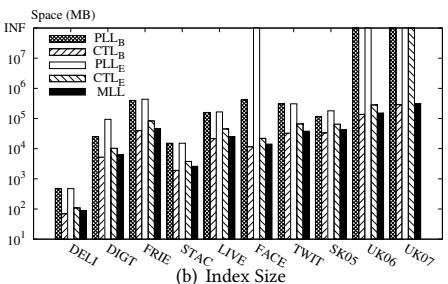 Space (MB)
INF
10^7
10^6
10^5
10^4
10^3
10^2
10^1
PLL_B
CTL_B
PLL_E
CTL_E
MLL
DELI DIGT FRIE STAC LIVE FACE TWIT SK05 UK06 UK07
(b) Index Size